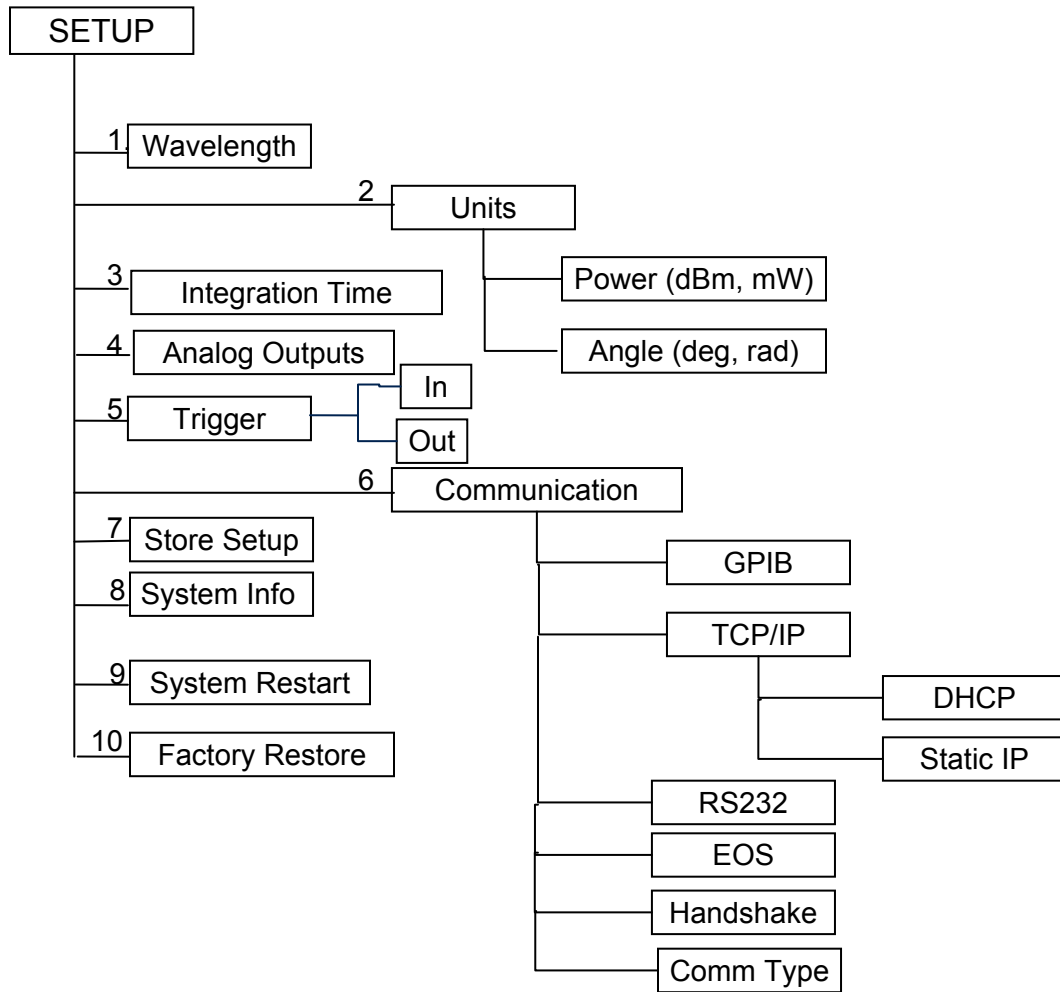 SETUP
1. Wavelength
2 Units
Power (dBm, mW)
Angle (deg, rad)
3 Integration Time
4 Analog Outputs
5 Trigger
In
Out
6 Communication
GPIB
TCP/IP
DHCP
Static IP
RS232
EOS
Handshake
Comm Type
7 Store Setup
8 System Info
9 System Restart
10 Factory Restore